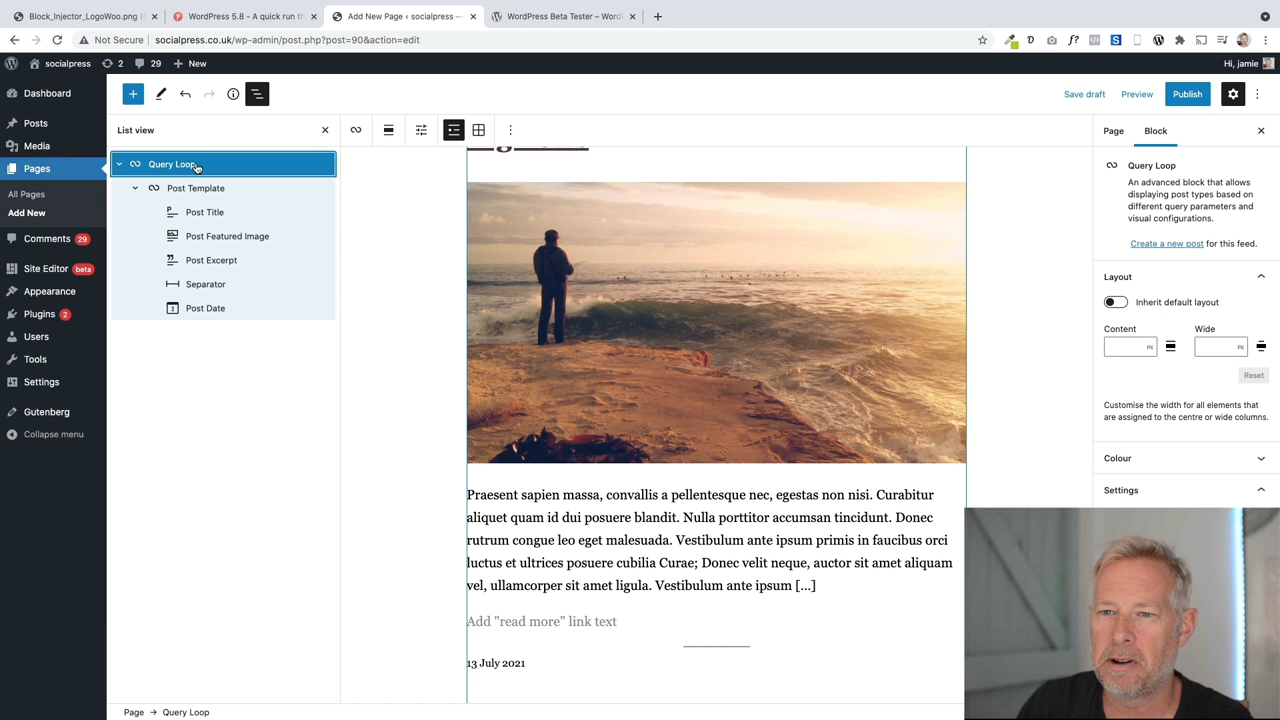 Block_Injector_LogoWoo.png (
WordPress 5.8 - A quick run th
Add New Page ‹ socialpress —
WordPress Beta Tester – WordP
Not Secure
socialpress.co.uk/wp-admin/post.php?post=90&action=edit
socialpress
2
29
New
Hi, jamie
Dashboard
Posts
Media
Pages
All Pages
Add New
Comments 29
Site Editor beta
Appearance
Plugins 2
Users
Tools
Settings
Gutenberg
Collapse menu
Save draft
Preview
Publish
List view
Query Loop
Post Template
Post Title
Post Featured Image
Post Excerpt
Separator
Post Date
Praesent sapien massa, convallis a pellentesque nec, egestas non nisi. Curabitur
aliquet quam id dui posuere blandit. Nulla porttitor accumsan tincidunt. Donec
rutrum congue leo eget malesuada. Vestibulum ante ipsum primis in faucibus orci
luctus et ultrices posuere cubilia Curae; Donec velit neque, auctor sit amet aliquam
vel, ullamcorper sit amet ligula. Vestibulum ante ipsum […]
Add "read more" link text
13 July 2021
Page
Block
Query Loop
An advanced block that allows
displaying post types based on
different query parameters and
visual configurations.
Create a new post for this feed.
Layout
Inherit default layout
Content
Wide
PX
PX
Reset
Customise the width for all elements that
are assigned to the centre or wide columns.
Colour
Settings
Page → Query Loop